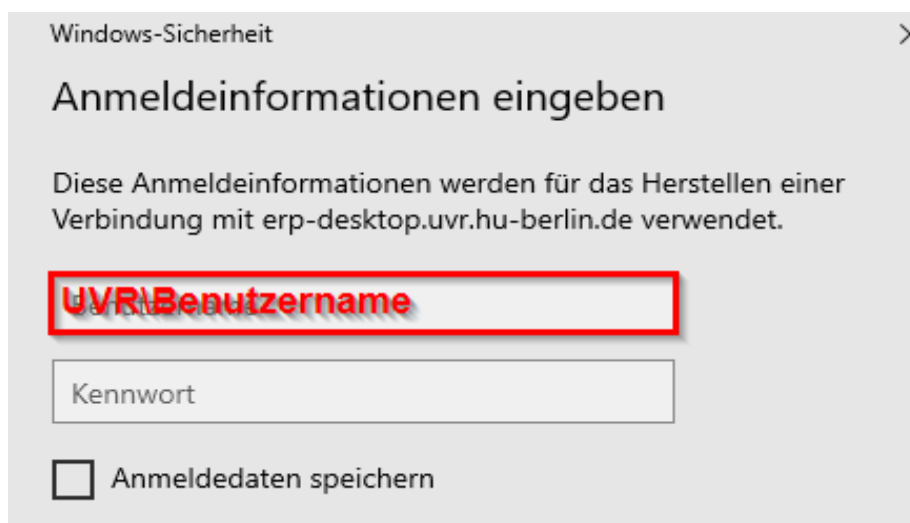 Windows-Sicherheit
Anmeldeinformationen eingeben
Diese Anmeldeinformationen werden für das Herstellen einer
Verbindung mit erp-desktop.uvr.hu-berlin.de verwendet.
UVR\Benutzername
Kennwort
Anmeldedaten speichern